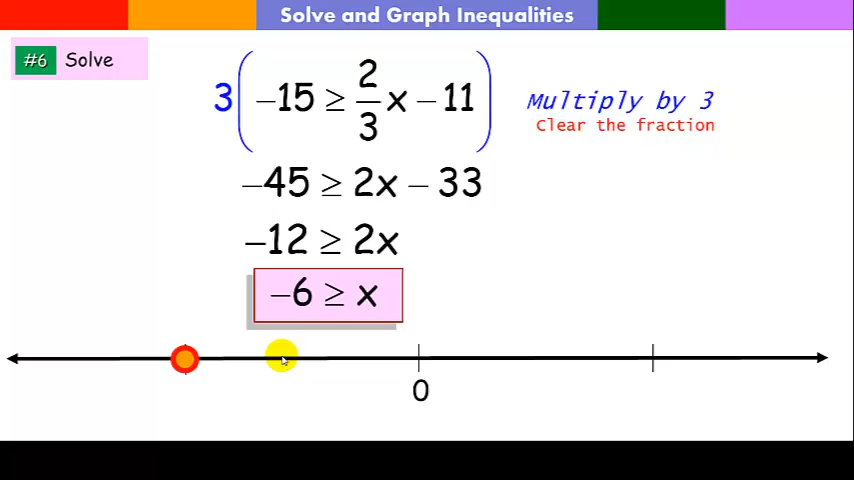 Solve and Graph Inequalities
#6 Solve
3(−15 ≥ 2/3 x − 11)
Multiply by 3
Clear the fraction
−45 ≥ 2x − 33
−12 ≥ 2x
−6 ≥ x
0